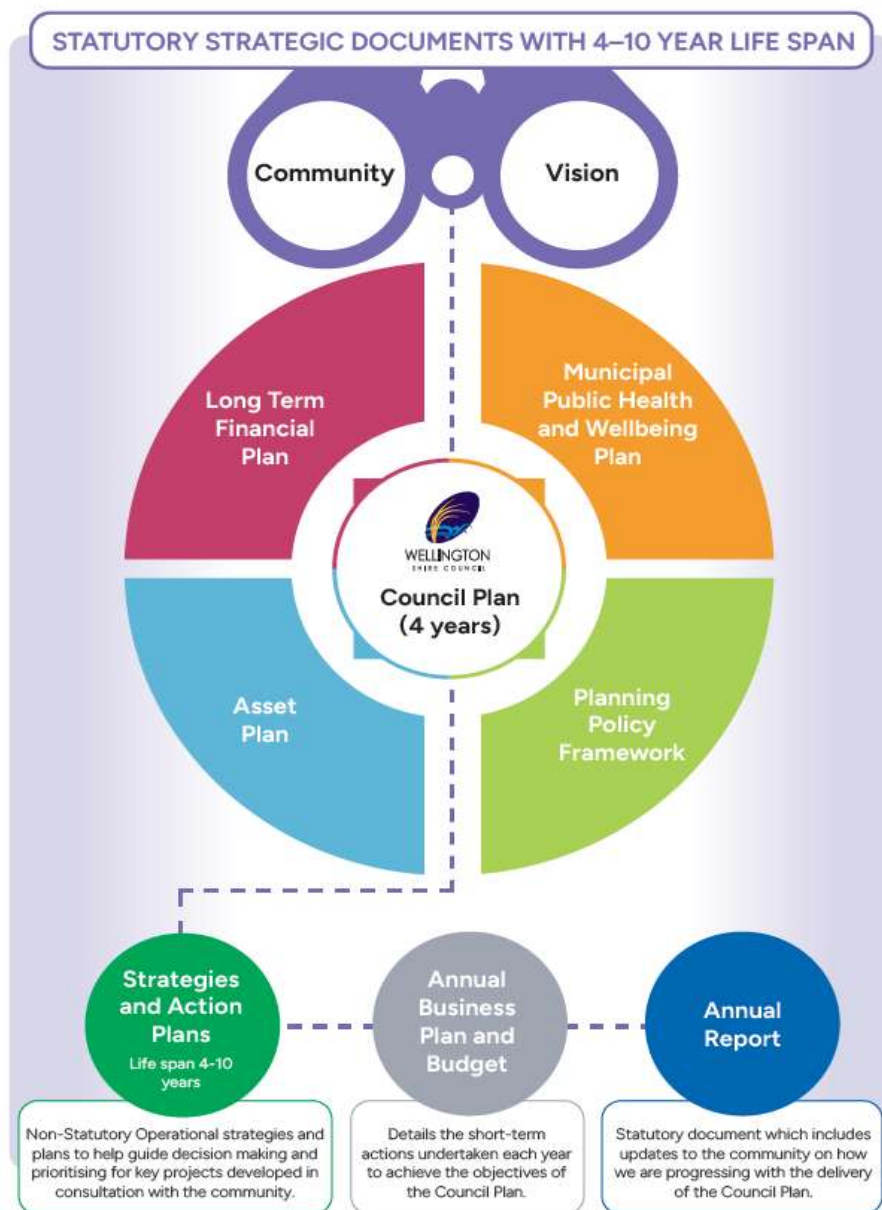 STATUTORY STRATEGIC DOCUMENTS WITH 4–10 YEAR LIFE SPAN
Community
Vision
Long Term
Financial
Plan
Municipal
Public Health
and Wellbeing
Plan
WELLINGTON
SHIRE COUNCIL
Council Plan
(4 years)
Asset
Plan
Planning
Policy
Framework
Strategies
and Action
Plans
Life span 4-10
years
Annual
Business
Plan and
Budget
Annual
Report
Non-Statutory Operational strategies and
plans to help guide decision making and
prioritising for key projects developed in
consultation with the community.
Details the short-term
actions undertaken each year
to achieve the objectives of
the Council Plan.
Statutory document which includes
updates to the community on how
we are progressing with the delivery
of the Council Plan.